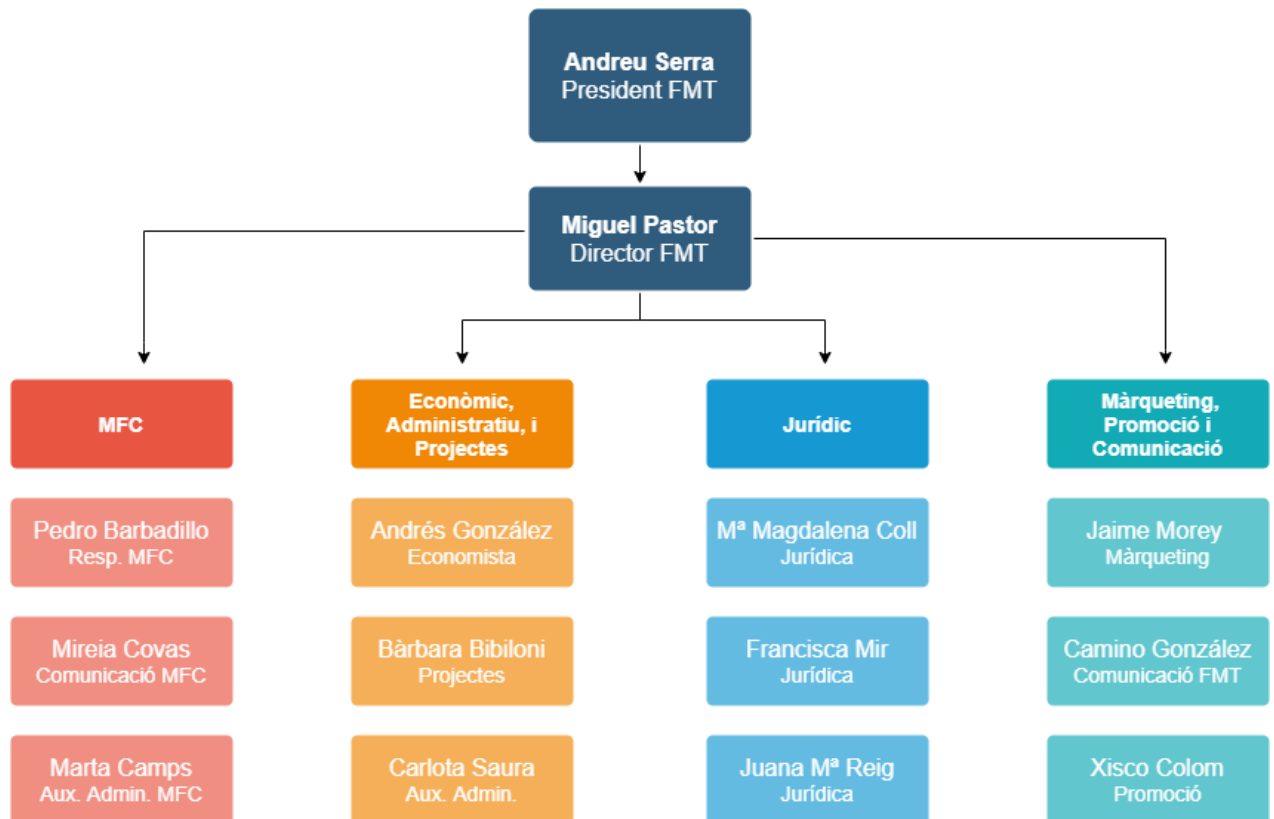 Andreu Serra
President FMT
Miguel Pastor
Director FMT
MFC
Econòmic,
Administratiu, i
Projectes
Jurídic
Màrqueting,
Promoció i
Comunicació
Pedro Barbadillo
Resp. MFC
Andrés González
Economista
Mª Magdalena Coll
Jurídica
Jaime Morey
Màrqueting
Mireia Covas
Comunicació MFC
Bàrbara Bibiloni
Projectes
Francisca Mir
Jurídica
Camino González
Comunicació FMT
Marta Camps
Aux. Admin. MFC
Carlota Saura
Aux. Admin.
Juana Mª Reig
Jurídica
Xisco Colom
Promoció